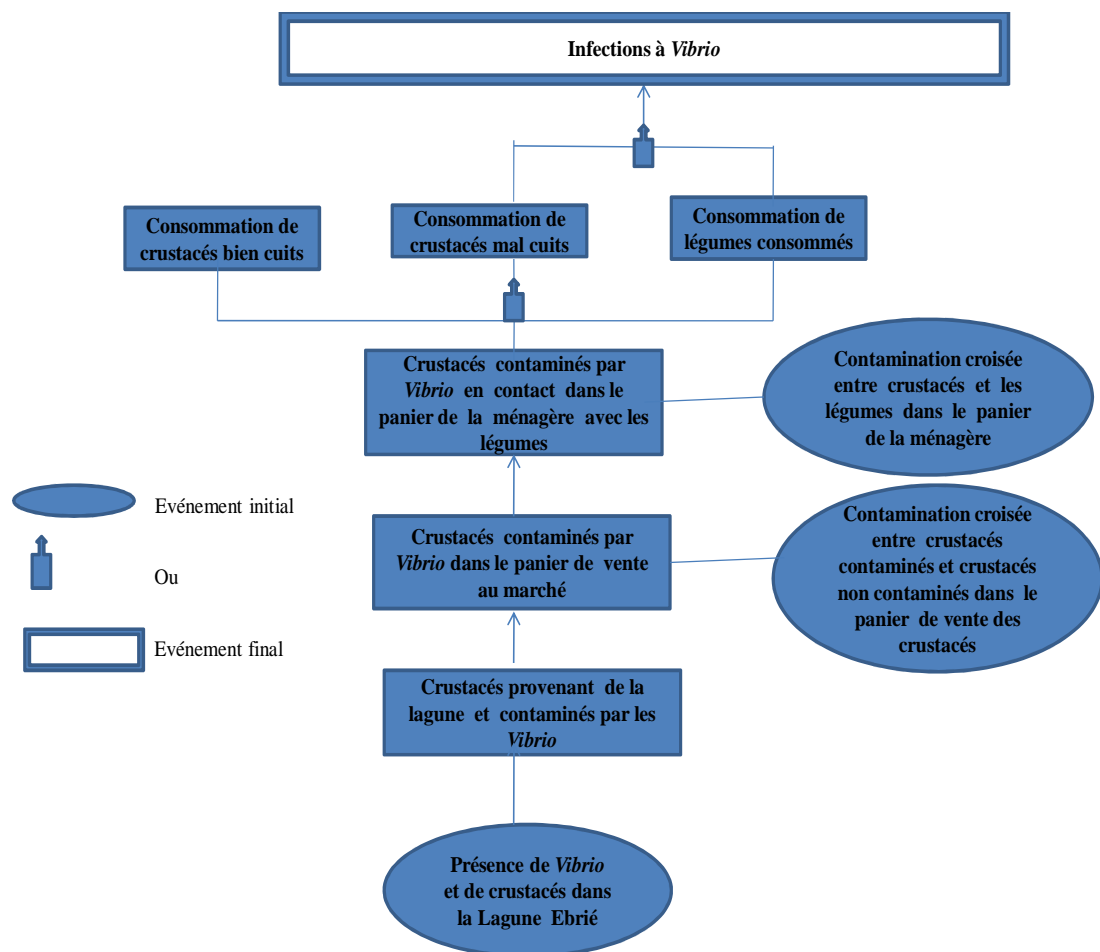 Infections à Vibrio
Consommation de
crustacés bien cuits
Consommation de
crustacés mal cuits
Consommation de
légumes consommés
Crustacés contaminés par
Vibrio en contact dans le
panier de la ménagère avec les
légumes
Contamination croisée
entre crustacés et les
légumes dans le panier
de la ménagère
Evénement initial
Ou
Evénement final
Crustacés contaminés par
Vibrio dans le panier de vente
au marché
Contamination croisée
entre crustacés
contaminés et crustacés
non contaminés dans le
panier de vente des
crustacés
Crustacés provenant de la
lagune et contaminés par les
Vibrio
Présence de Vibrio
et de crustacés dans
la Lagune Ebrié